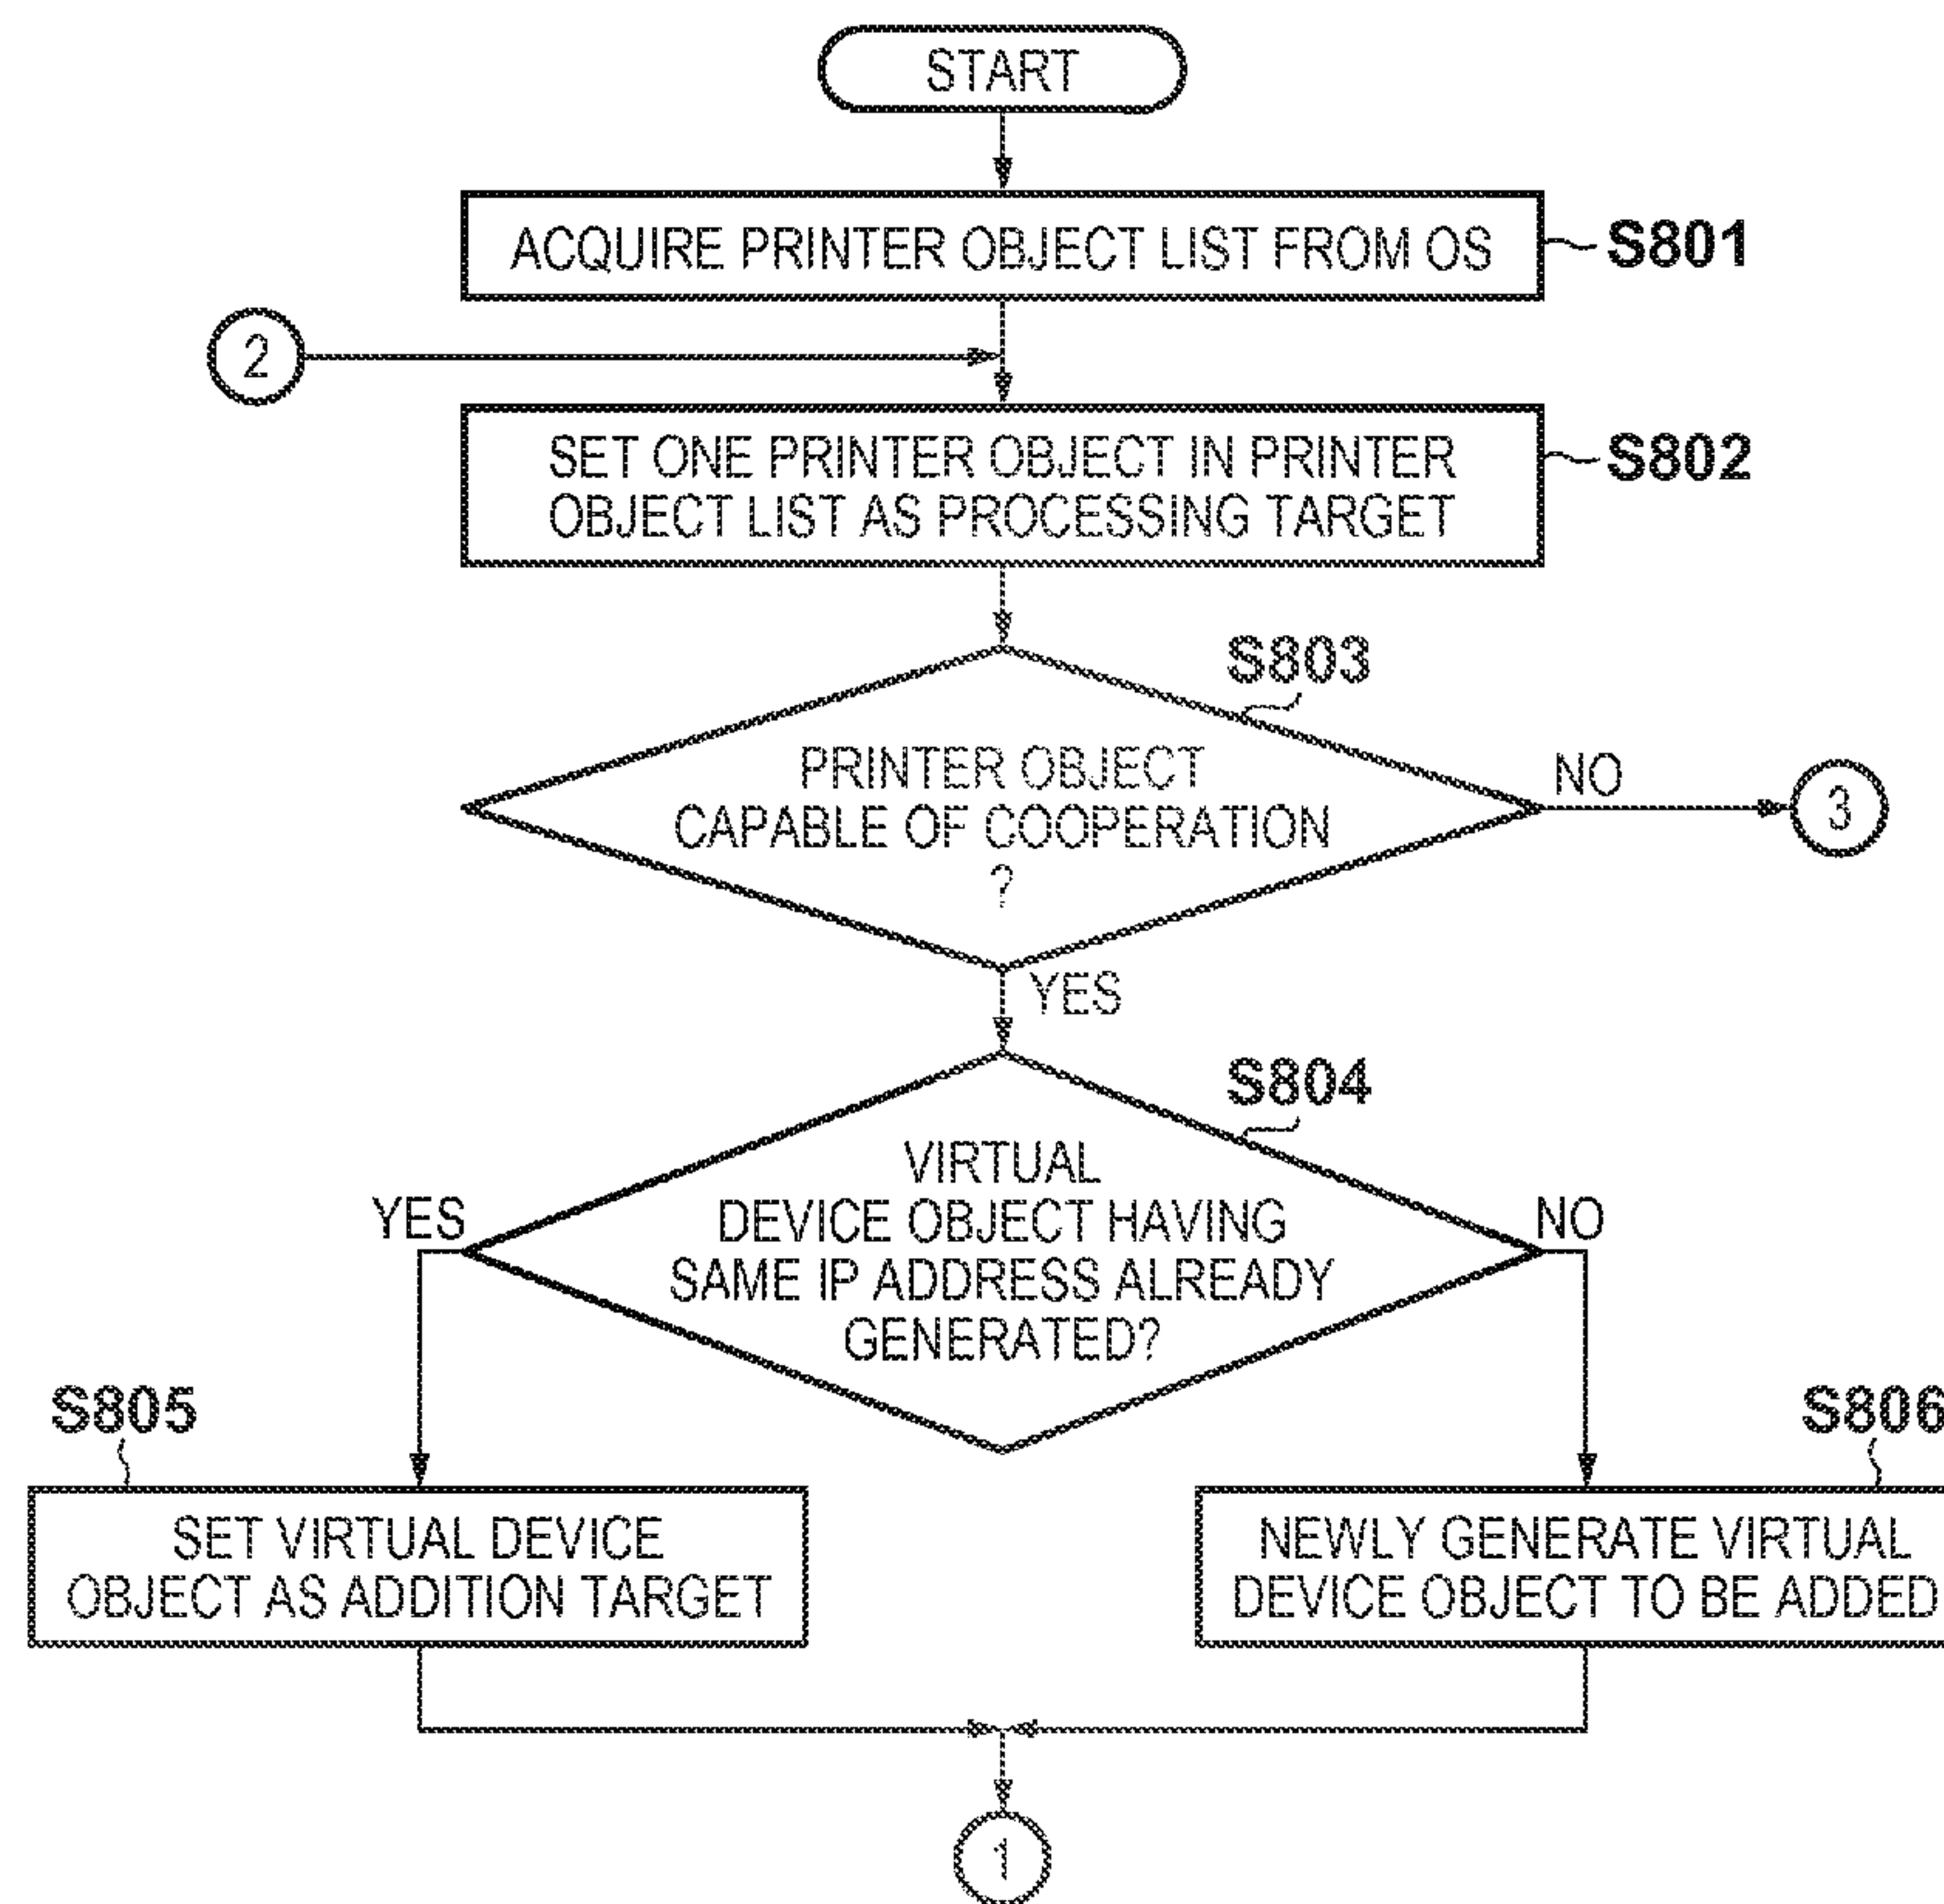 START
ACQUIRE PRINTER OBJECT LIST FROM OS
S801
2
SET ONE PRINTER OBJECT IN PRINTER
OBJECT LIST AS PROCESSING TARGET
S802
S803
PRINTER OBJECT
CAPABLE OF COOPERATION
?
NO
3
YES
S804
VIRTUAL
DEVICE OBJECT HAVING
SAME IP ADDRESS ALREADY
GENERATED?
YES
NO
S805
SET VIRTUAL DEVICE
OBJECT AS ADDITION TARGET
S806
NEWLY GENERATE VIRTUAL
DEVICE OBJECT TO BE ADDED
1